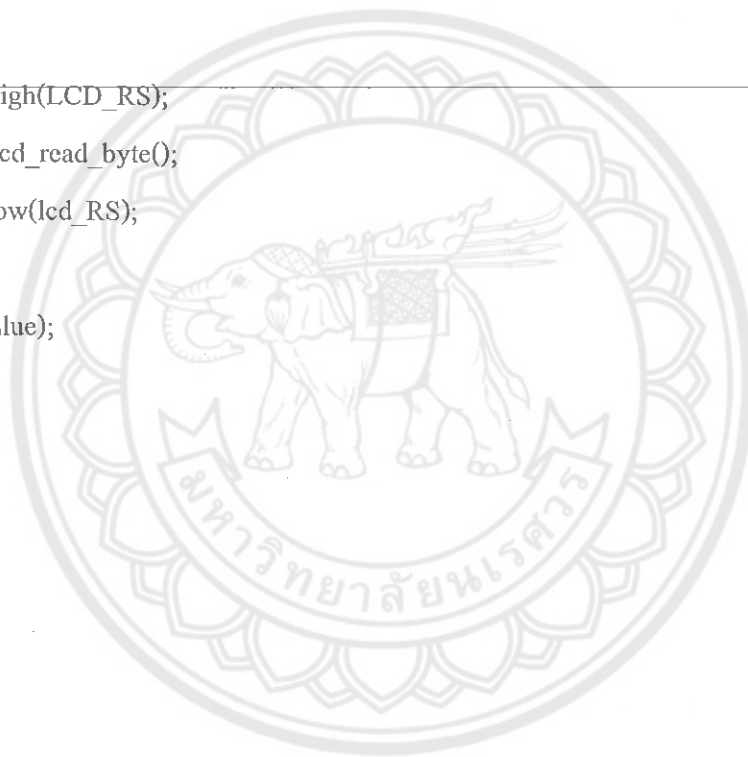 igh(LCD_RS);
cd_read_byte();
ow(lcd_RS);
lue);
มหาวิทยาลัยนเรศวร